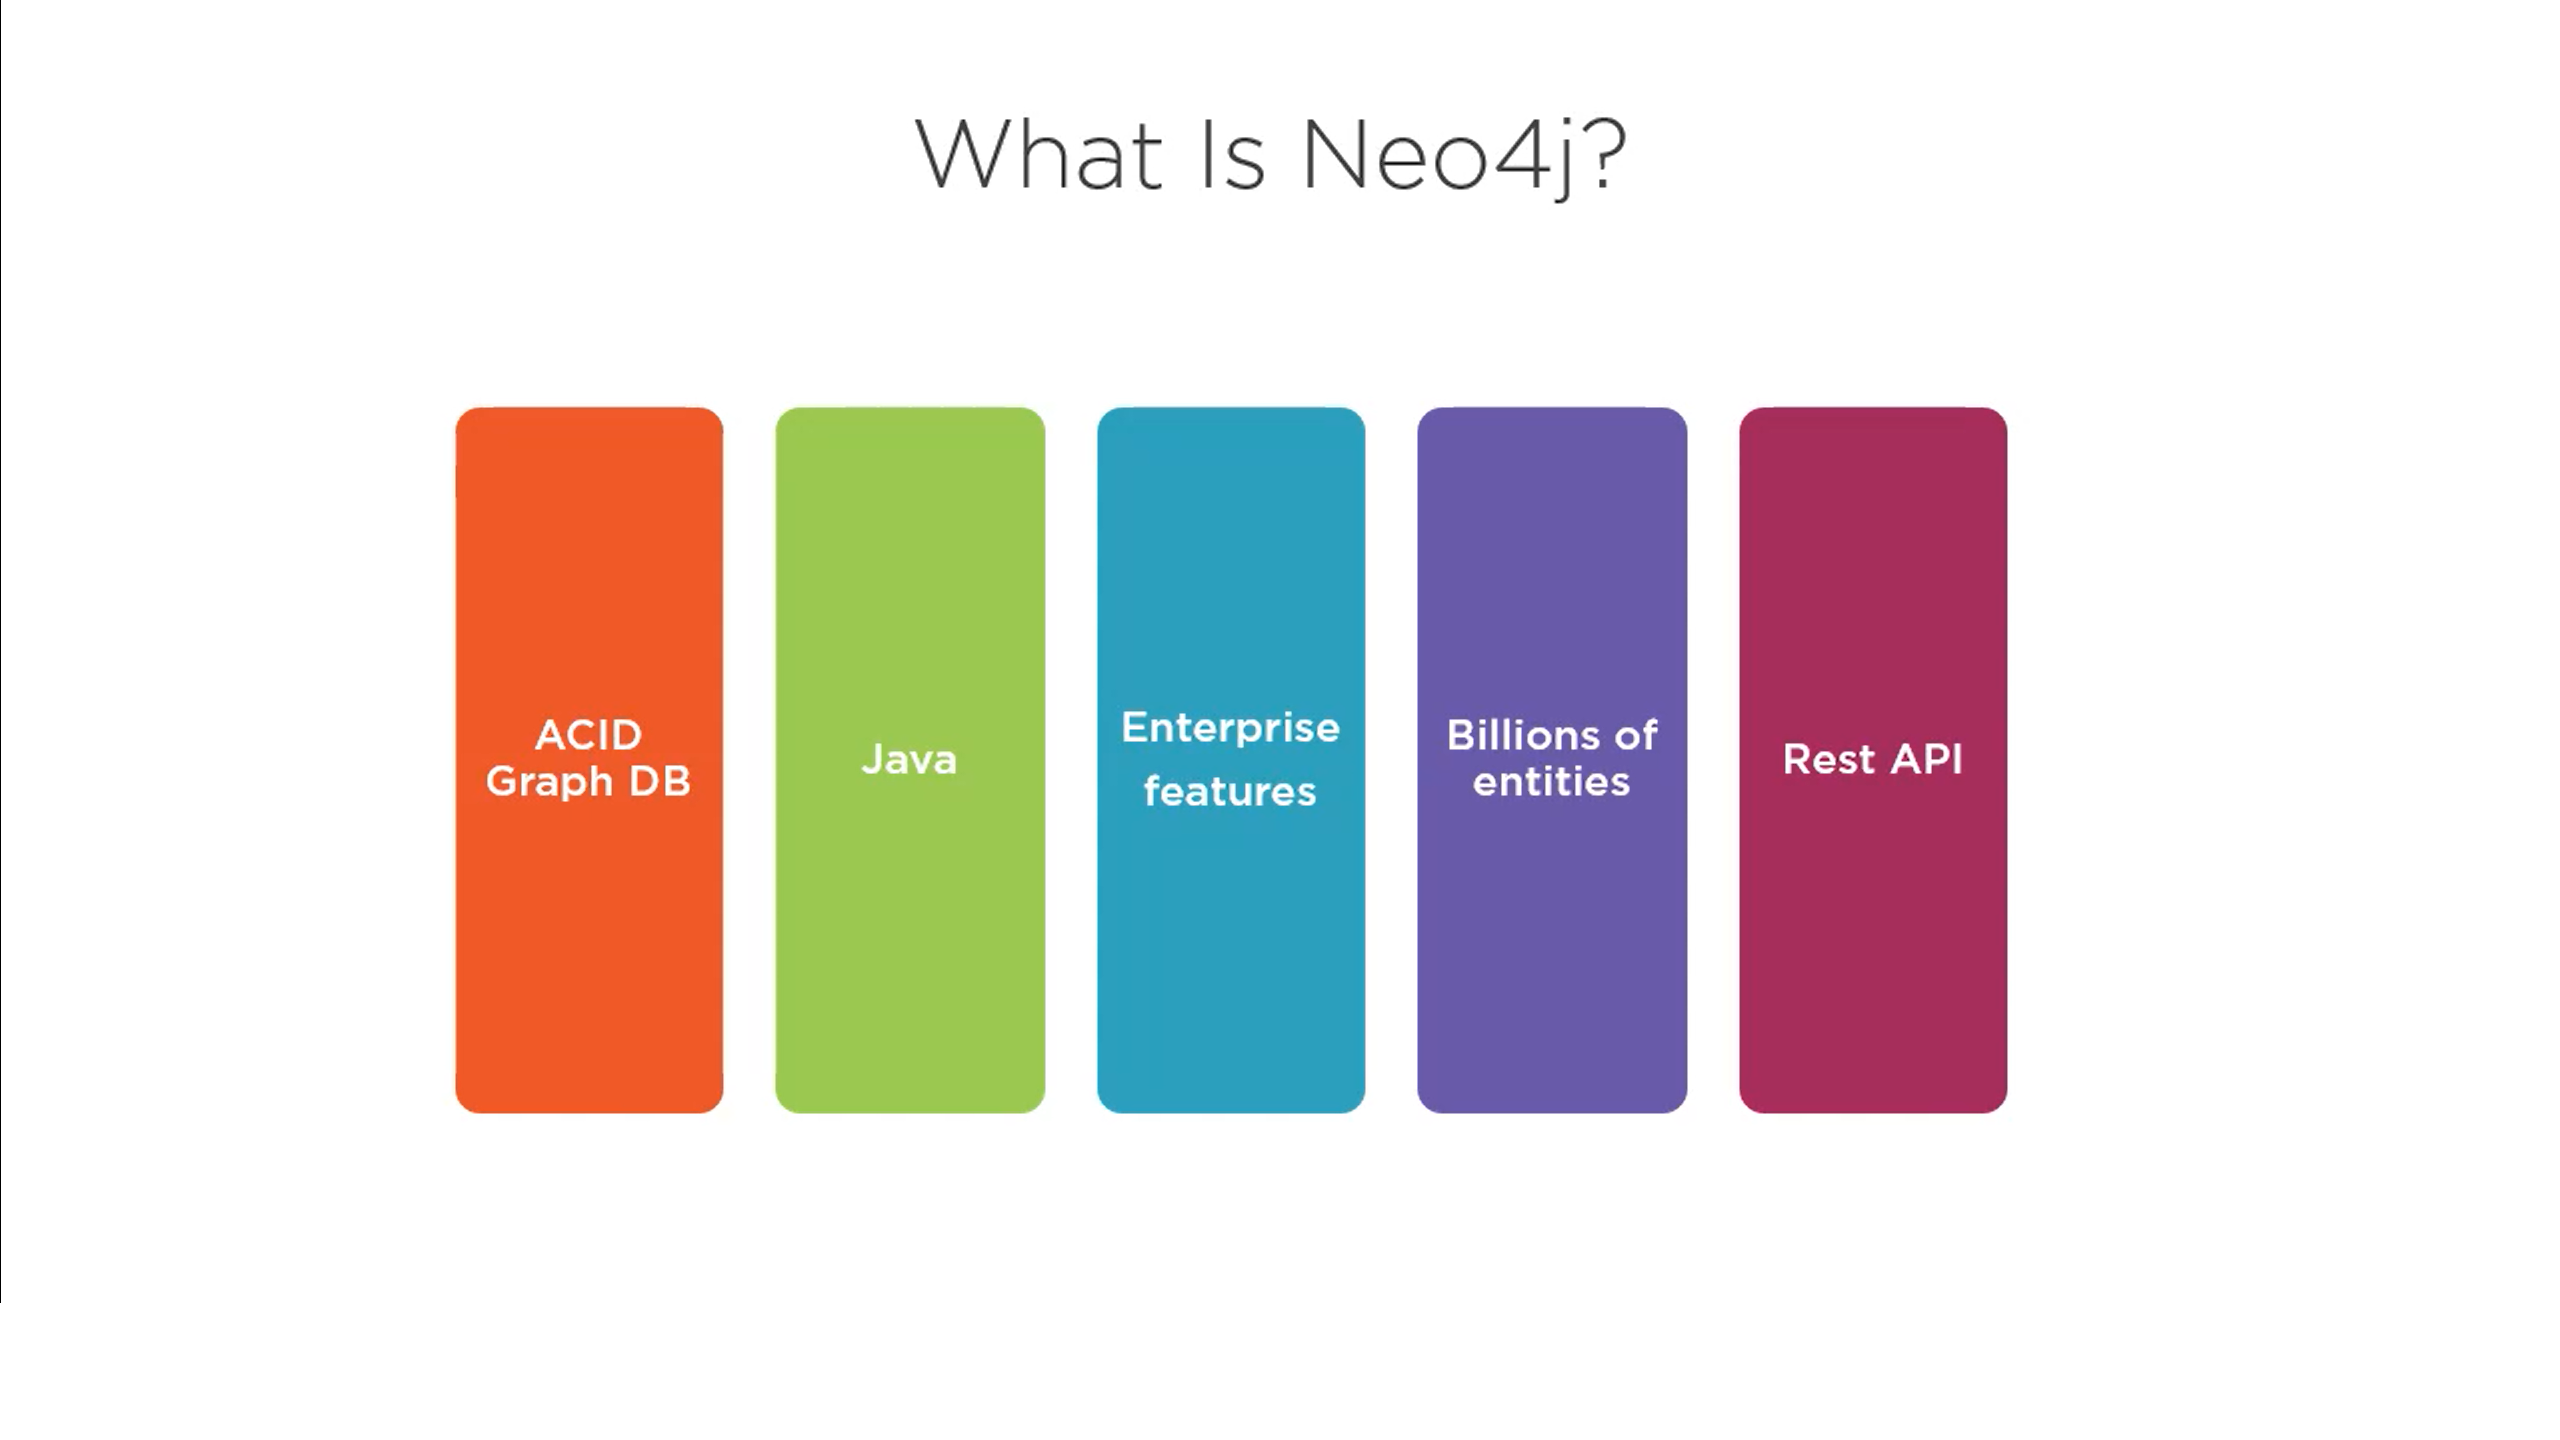 What Is Neo4j?
ACID
Graph DB
Java
Enterprise
features
Billions of
entities
Rest API